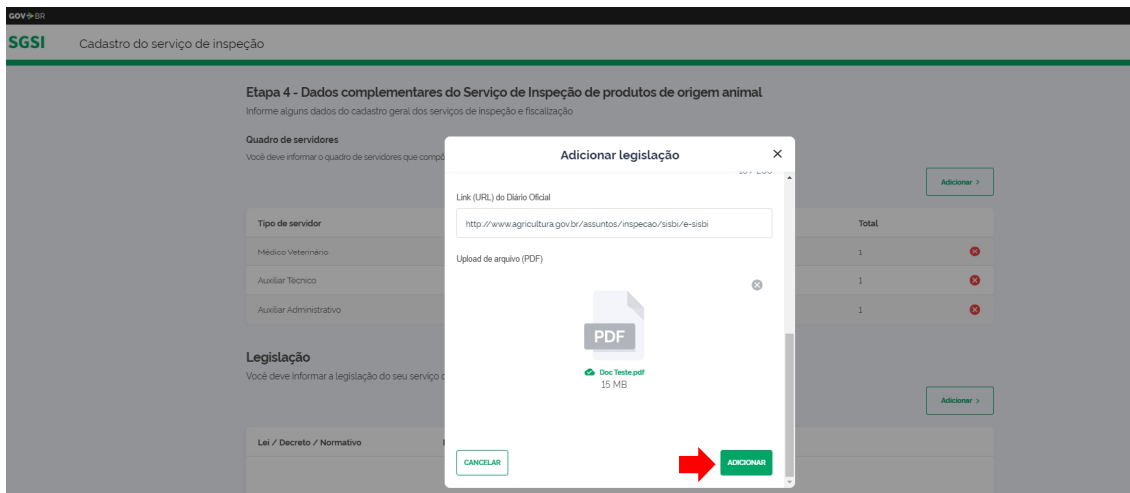 GOV BR
SGSI Cadastro do serviço de inspeção
Etapa 4 - Dados complementares do Serviço de Inspeção de produtos de origem animal
Informe alguns dados do cadastro geral dos serviços de inspeção e fiscalização
Quadro de servidores
Você deve informar o quadro de servidores que compõ
Adicionar >
Tipo de servidor Total
Médico Veterinário 1
Auxiliar Técnico 1
Auxiliar Administrativo 1
Legislação
Você deve Informar a legislação do seu serviço
Adicionar >
Lei / Decreto / Normativo
Adicionar legislação
Link (URL) do Diário Oficial
http://www.agricultura.gov.br/assuntos/inspecao/sisbi/e-sisbi
Upload de arquivo (PDF)
PDF
Doc Teste.pdf
15 MB
CANCELAR ADICIONAR